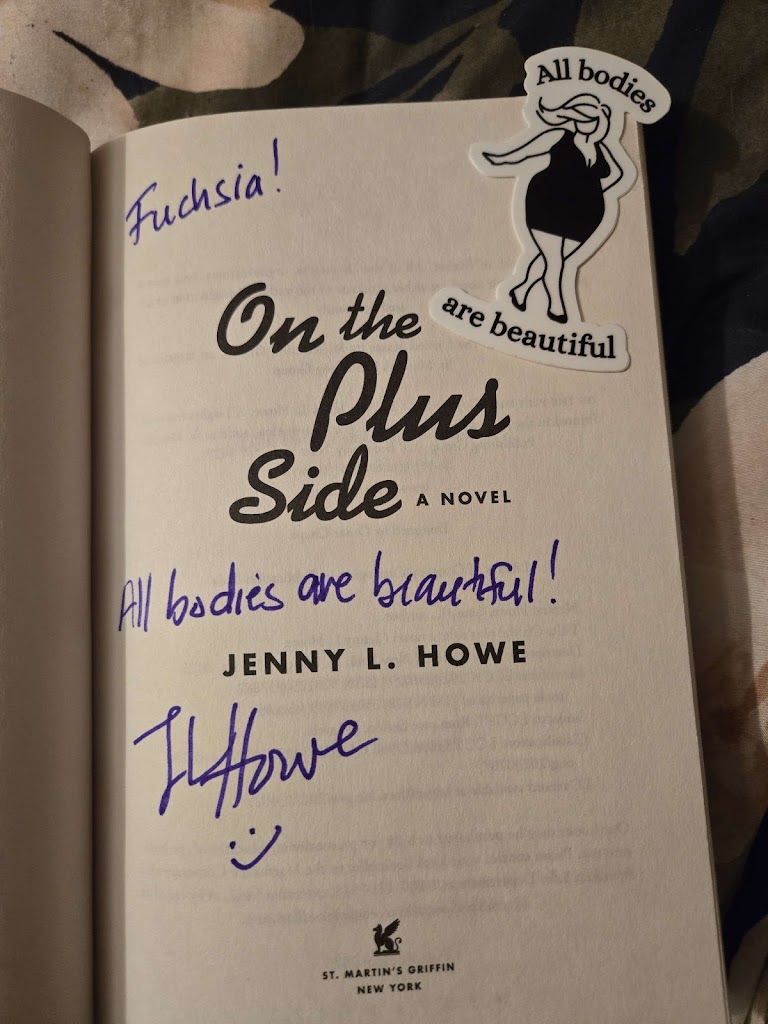 Fuchsia!
All bodies
are beautiful
On the
Plus
Side A NOVEL
All bodies are beautiful!
JENNY L. HOWE
JLHowe
:)
ST. MARTIN'S GRIFFIN
NEW YORK